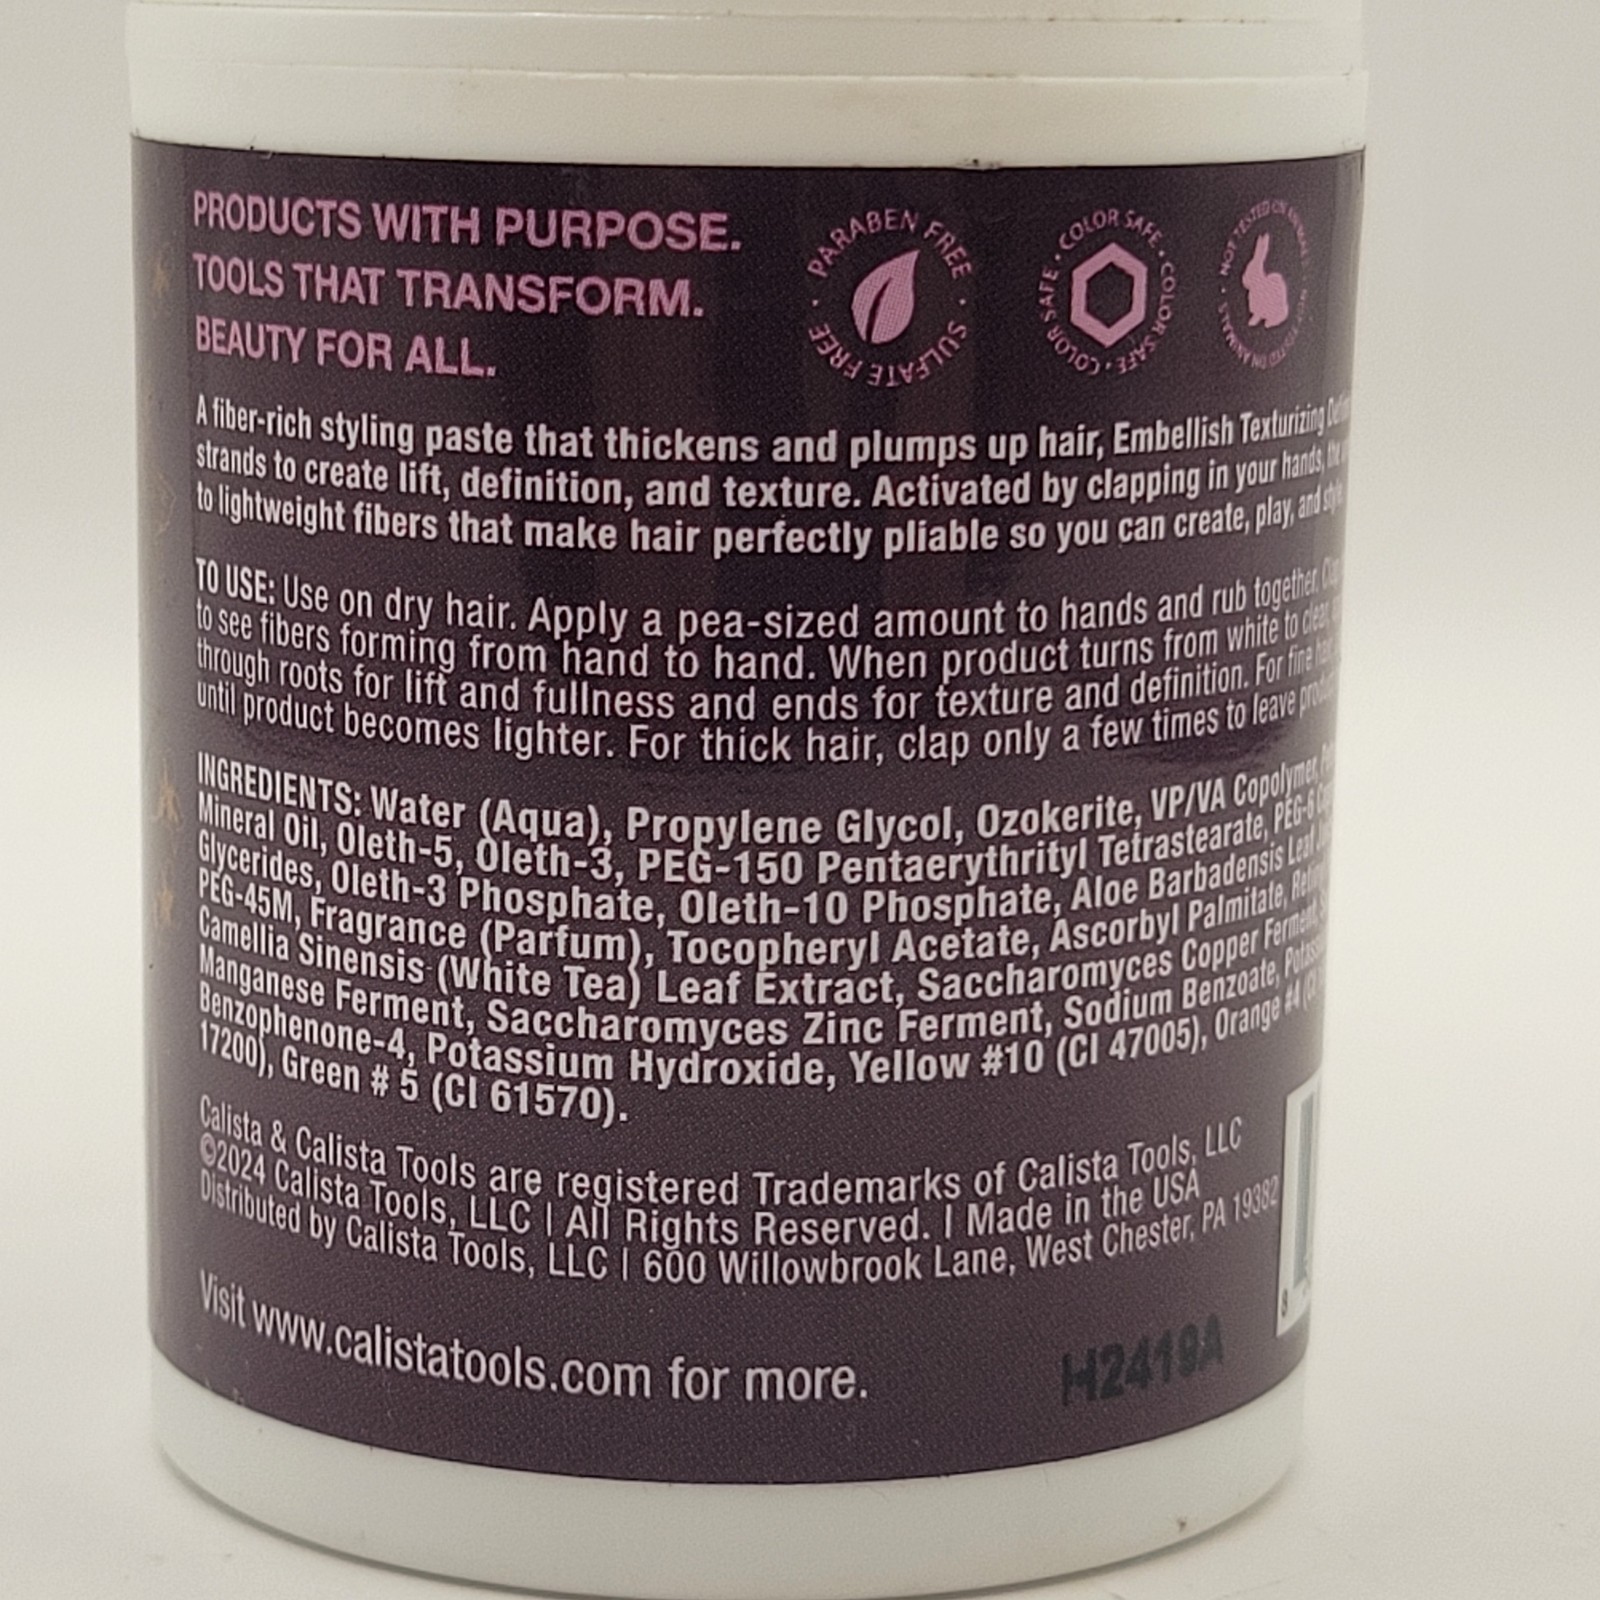 PRODUCTS WITH PURPOSE.
TOOLS THAT TRANSFORM.
BEAUTY FOR ALL.
PARABEN FREE · SULFATE FREE ·
COLOR SAFE · COLOR SAFE · COLOR SAFE ·
NOT TESTED ON ANIMALS · NOT TESTED ON ANIMALS ·
A fiber-rich styling paste that thickens and plumps up hair, Embellish Texturizing
strands to create lift, definition, and texture. Activated by clapping in your hands, the
to lightweight fibers that make hair perfectly pliable so you can create, play, and style.
TO USE: Use on dry hair. Apply a pea-sized amount to hands and rub together.
to see fibers forming from hand to hand. When product turns from white to clear,
through roots for lift and fullness and ends for texture and definition. For fine
until product becomes lighter. For thick hair, clap only a few times to leave
INGREDIENTS: Water (Aqua), Propylene Glycol, Ozokerite, VP/VA Copolymer,
Mineral Oil, Oleth-5, Oleth-3, PEG-150 Pentaerythrityl Tetrastearate, PEG-6
Glycerides, Oleth-3 Phosphate, Oleth-10 Phosphate, Aloe Barbadensis Leaf
PEG-45M, Fragrance (Parfum), Tocopheryl Acetate, Ascorbyl Palmitate,
Camellia Sinensis (White Tea) Leaf Extract, Saccharomyces Copper Ferment,
Manganese Ferment, Saccharomyces Zinc Ferment, Sodium Benzoate,
Benzophenone-4, Potassium Hydroxide, Yellow #10 (CI 47005), Orange #4 (CI
17200), Green # 5 (CI 61570).
Calista & Calista Tools are registered Trademarks of Calista Tools, LLC
©2024 Calista Tools, LLC | All Rights Reserved. | Made in the USA
Distributed by Calista Tools, LLC | 600 Willowbrook Lane, West Chester, PA 19382
8
Visit www.calistatools.com for more.
H2419A